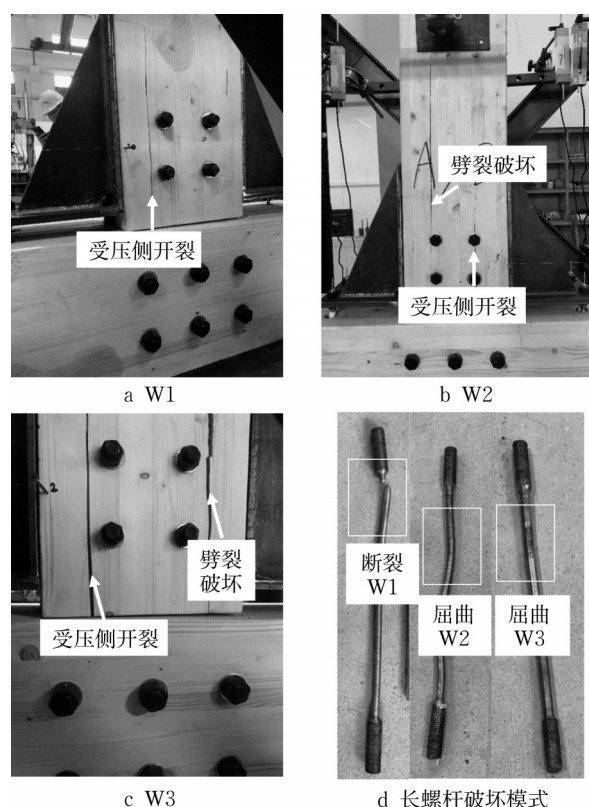 受压侧开裂
a W1
劈裂破坏
受压侧开裂
b W2
劈裂
破坏
受压侧开裂
c W3
断裂
W1
屈曲
W2
屈曲
W3
d 长螺杆破坏模式